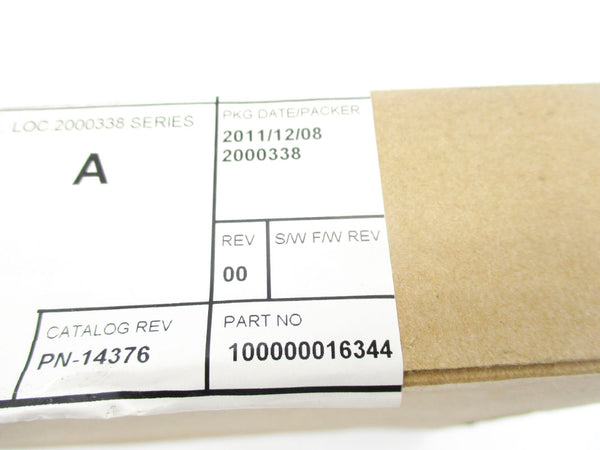 LOC 2000338 SERIES
A
PKG DATE/PACKER
2011/12/08
2000338
REV
00
S/W F/W REV
CATALOG REV
PN-14376
PART NO
100000016344